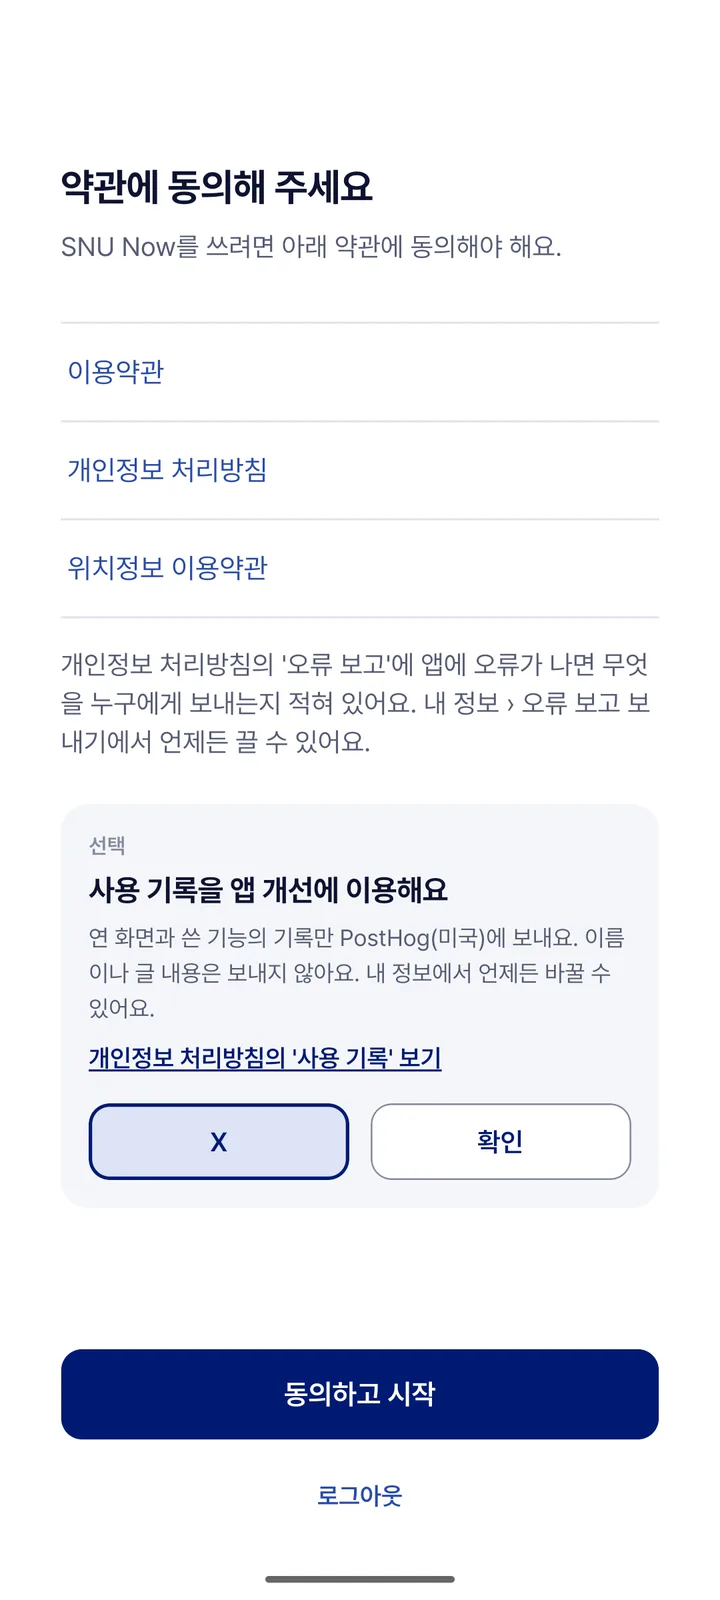 약관에 동의해 주세요
SNU Now를 쓰려면 아래 약관에 동의해야 해요.
이용약관
개인정보 처리방침
위치정보 이용약관
개인정보 처리방침의 '오류 보고'에 앱에 오류가 나면 무엇
을 누구에게 보내는지 적혀 있어요. 내 정보 › 오류 보고 보
내기에서 언제든 끌 수 있어요.
선택
사용 기록을 앱 개선에 이용해요
연 화면과 쓴 기능의 기록만 PostHog(미국)에 보내요. 이름
이나 글 내용은 보내지 않아요. 내 정보에서 언제든 바꿀 수
있어요.
개인정보 처리방침의 '사용 기록' 보기
X
확인
동의하고 시작
로그아웃